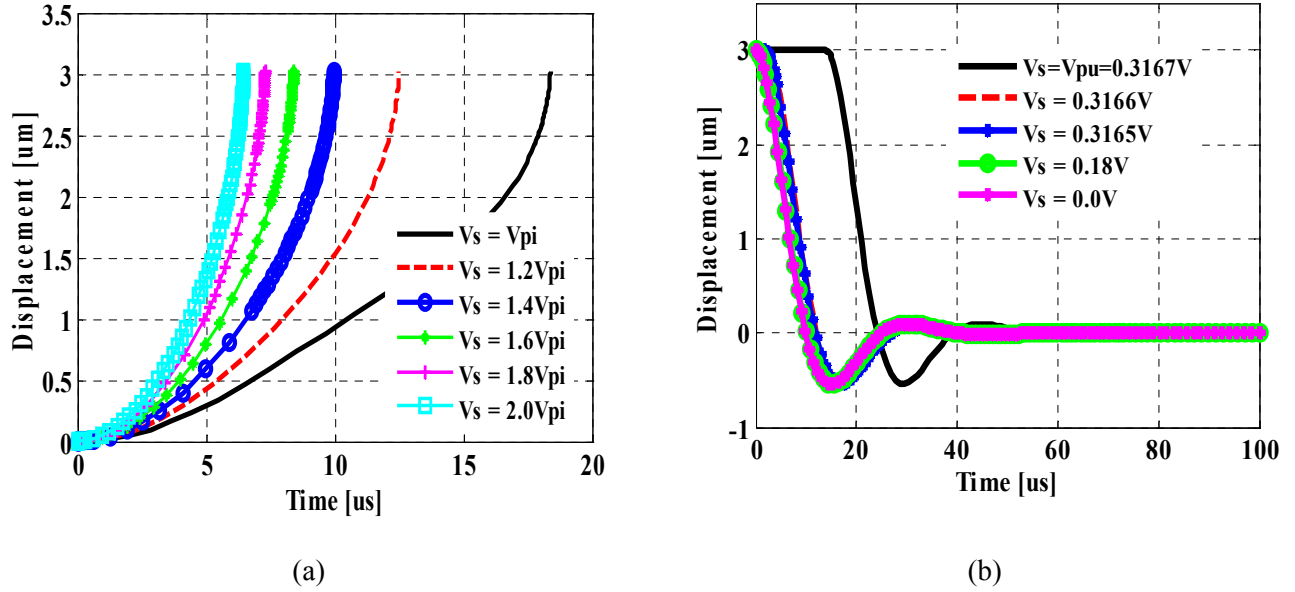 3.5
3
2.5
2
1.5
1
0.5
0
0
5
10
15
20
Displacement [um]
Time [us]
Vs = Vpi
Vs = 1.2Vpi
Vs = 1.4Vpi
Vs = 1.6Vpi
Vs = 1.8Vpi
Vs = 2.0Vpi
(a)
3
2
1
0
-1
0
20
40
60
80
100
Displacement [um]
Time [us]
Vs=Vpu=0.3167V
Vs = 0.3166V
Vs = 0.3165V
Vs = 0.18V
Vs = 0.0V
(b)